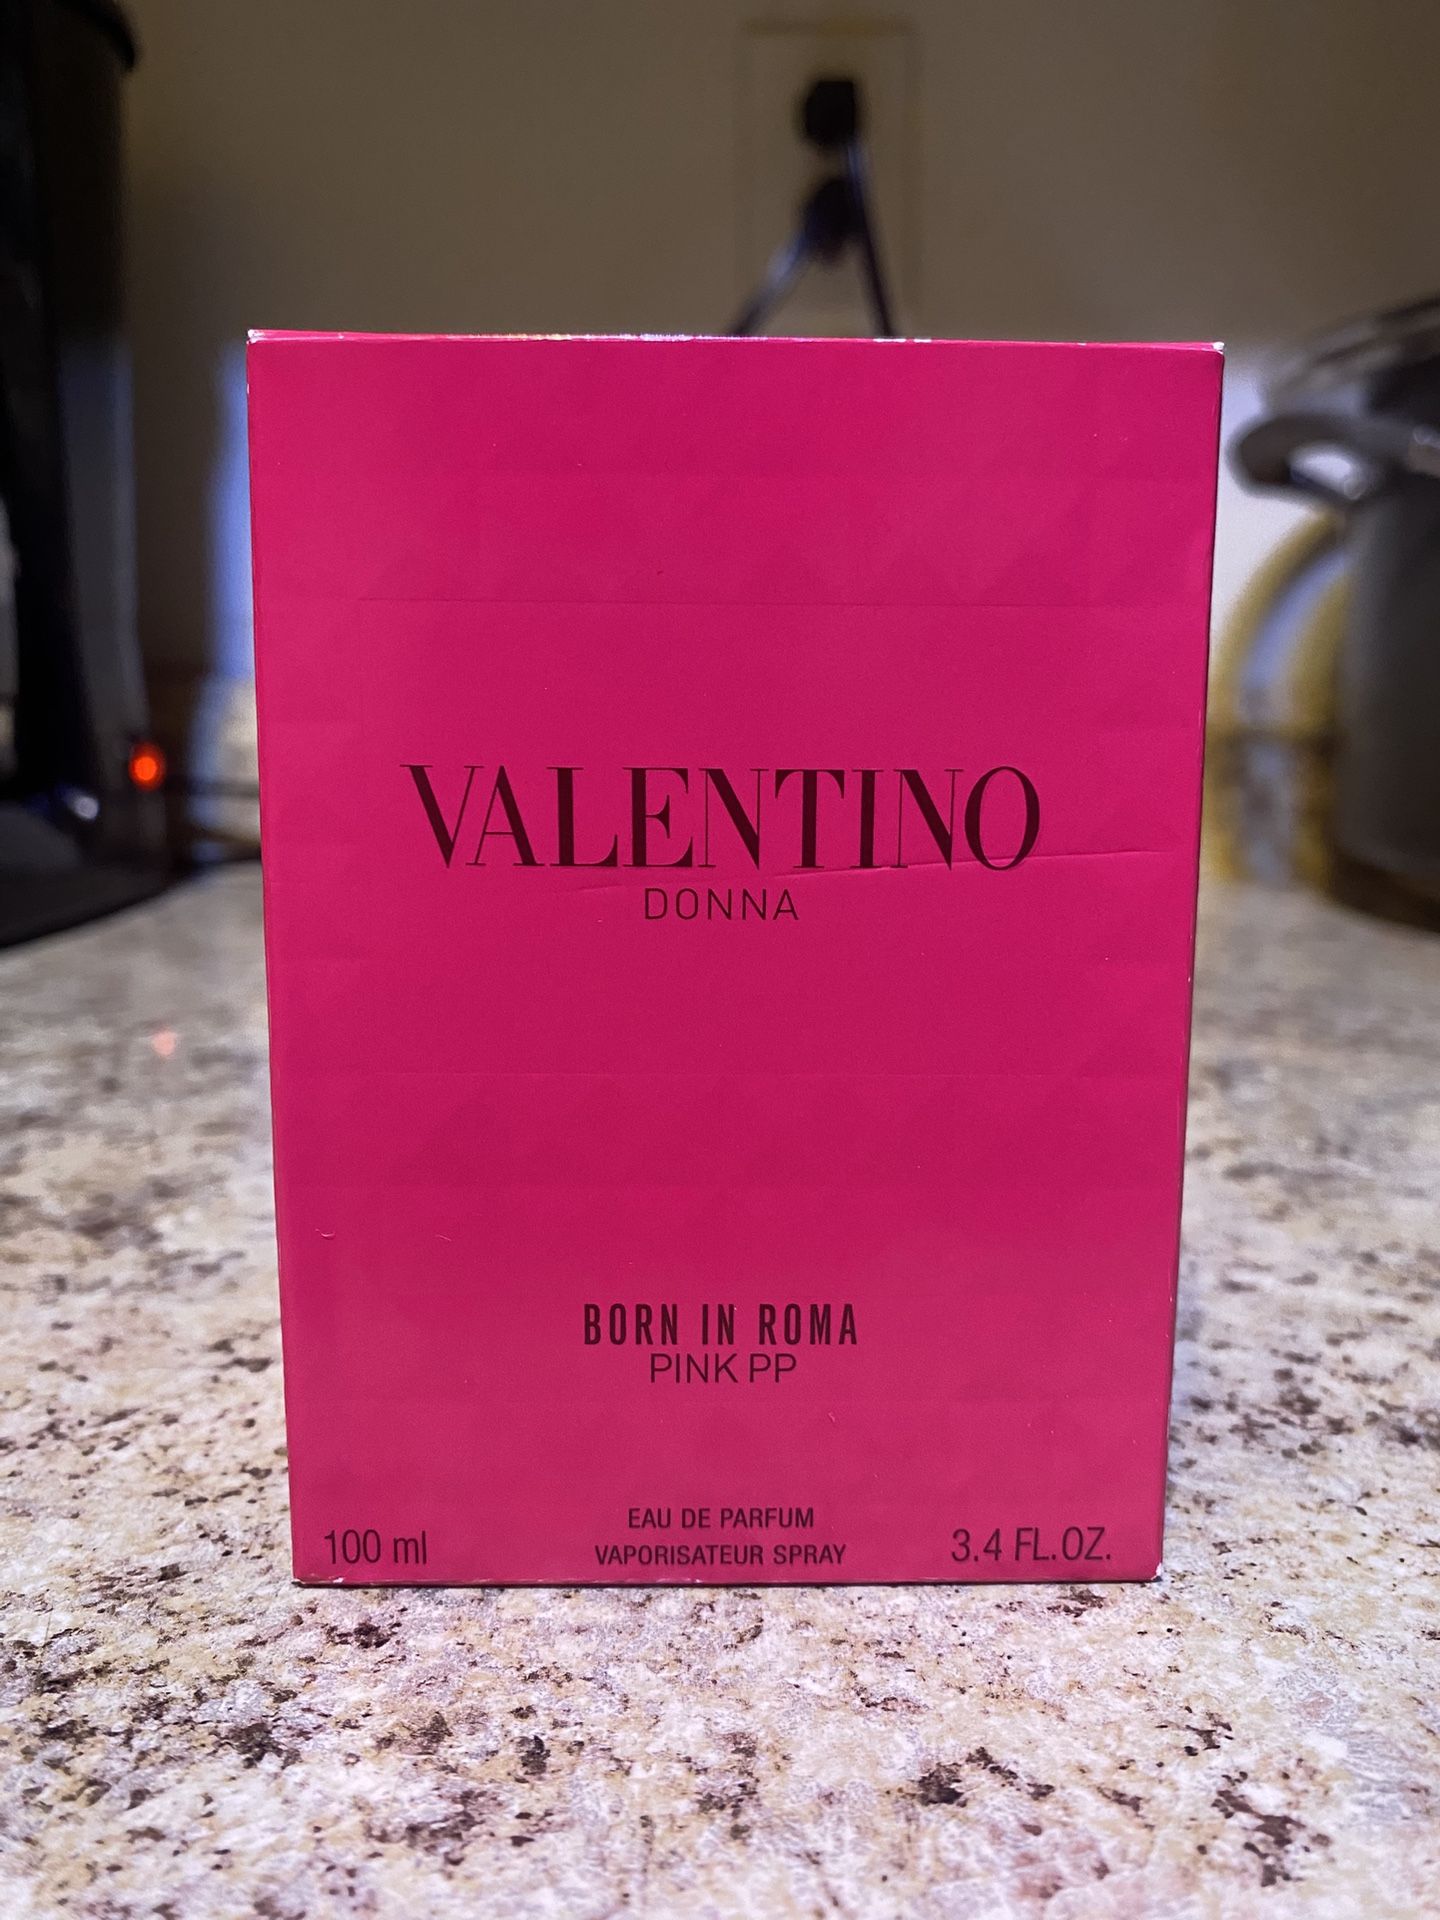 VALENTINO
DONNA
BORN IN ROMA
PINK PP
EAU DE PARFUM
100 ml VAPORISATEUR SPRAY 3.4 FL.OZ.